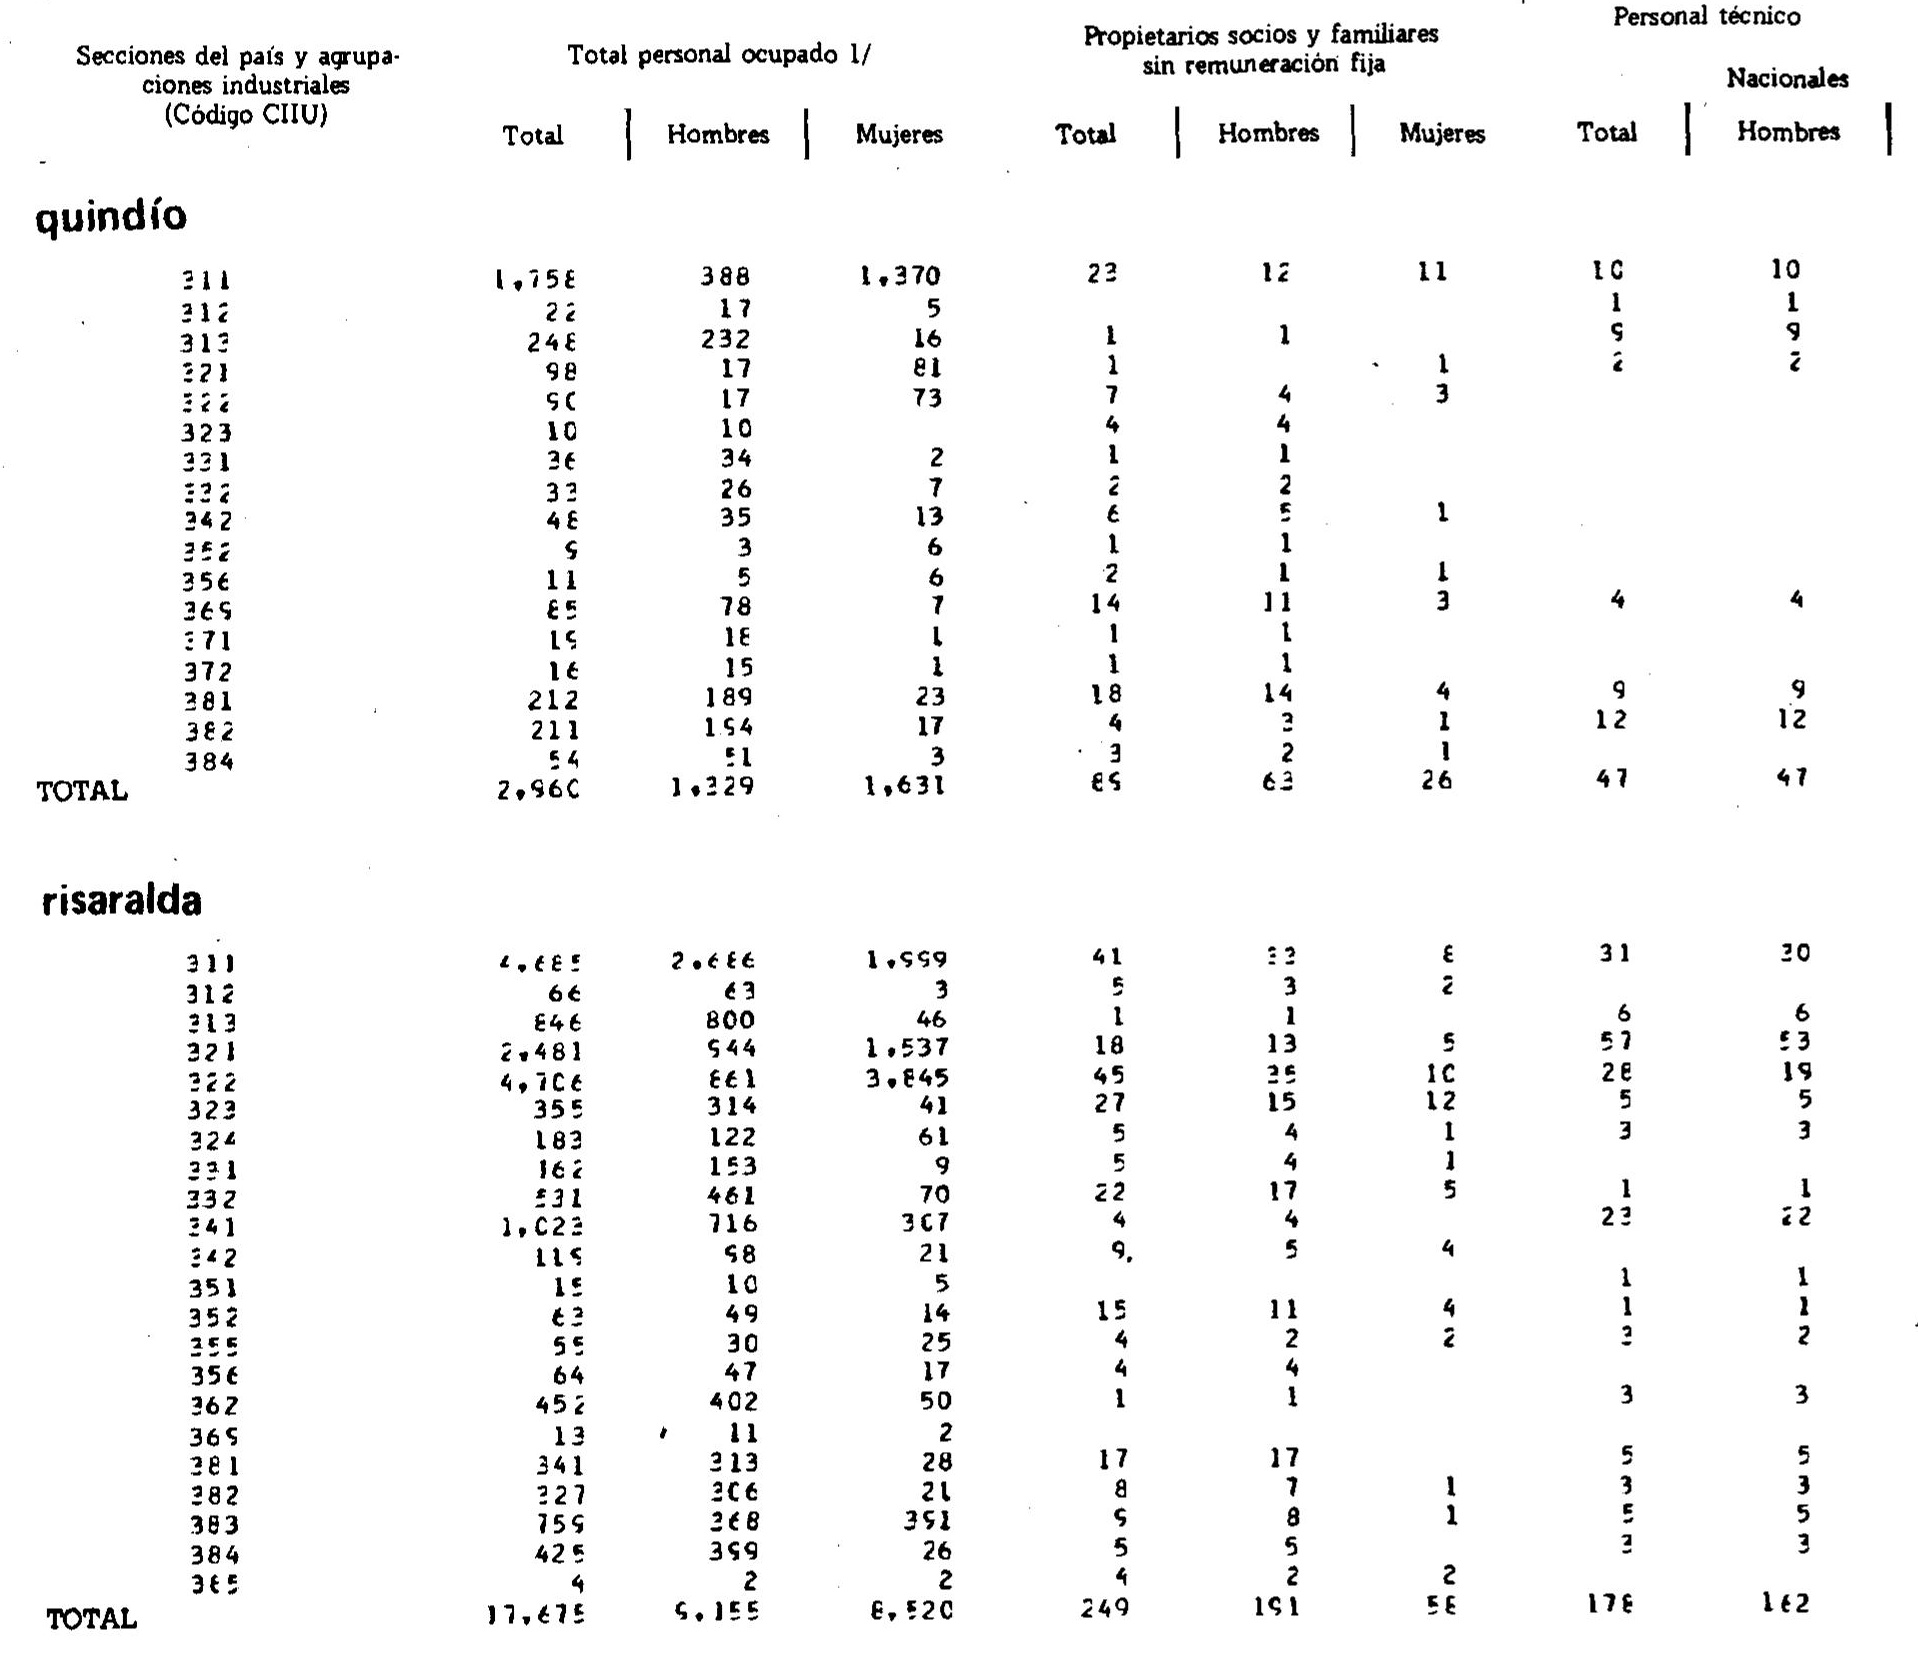 Secciones del país y agrupa-
ciones industriales
(Código CIIU)
Total personal ocupado 1/
Propietarios socios y familiares
sin remuneración fija
Personal técnico
Nacionales
Total | Hombres | Mujeres Total | Hombres | Mujeres Total | Hombres |
quindío
311 1,758 388 1,370 23 12 11 10 10
312 22 17 5 1 1
313 248 232 16 1 1 9 9
321 98 17 81 1 1 2 2
322 90 17 73 7 4 3
323 10 10 4 4
331 36 34 2 1 1
332 33 26 7 2 2
342 48 35 13 6 5 1
352 9 3 6 1 1
356 11 5 6 2 1 1
369 85 78 7 14 11 3 4 4
371 19 18 1 1 1
372 16 15 1 1 1
381 212 189 23 18 14 4 9 9
382 211 194 17 4 3 1 12 12
384 54 51 3 3 2 1
TOTAL 2,960 1,329 1,631 89 63 26 47 47
risaralda
311 4,685 2,686 1,999 41 33 8 31 30
312 66 63 3 5 3 2
313 846 800 46 1 1 6 6
321 2,481 944 1,537 18 13 5 57 53
322 4,706 861 3,845 45 35 10 28 19
323 355 314 41 27 15 12 5 5
324 183 122 61 5 4 1 3 3
331 162 153 9 5 4 1
332 531 461 70 22 17 5 1 1
341 1,023 716 307 4 4 23 22
342 119 98 21 9 5 4
351 15 10 5 1 1
352 63 49 14 15 11 4 1 1
355 55 30 25 4 2 2 3 2
356 64 47 17 4 4
362 452 402 50 1 1 3 3
369 13 11 2
381 341 313 28 17 17 5 5
382 327 306 21 8 7 1 3 3
383 759 368 391 9 8 1 5 5
384 425 399 26 5 5 3 3
385 4 2 2 4 2 2
TOTAL 17,675 9,155 8,520 249 191 58 178 162